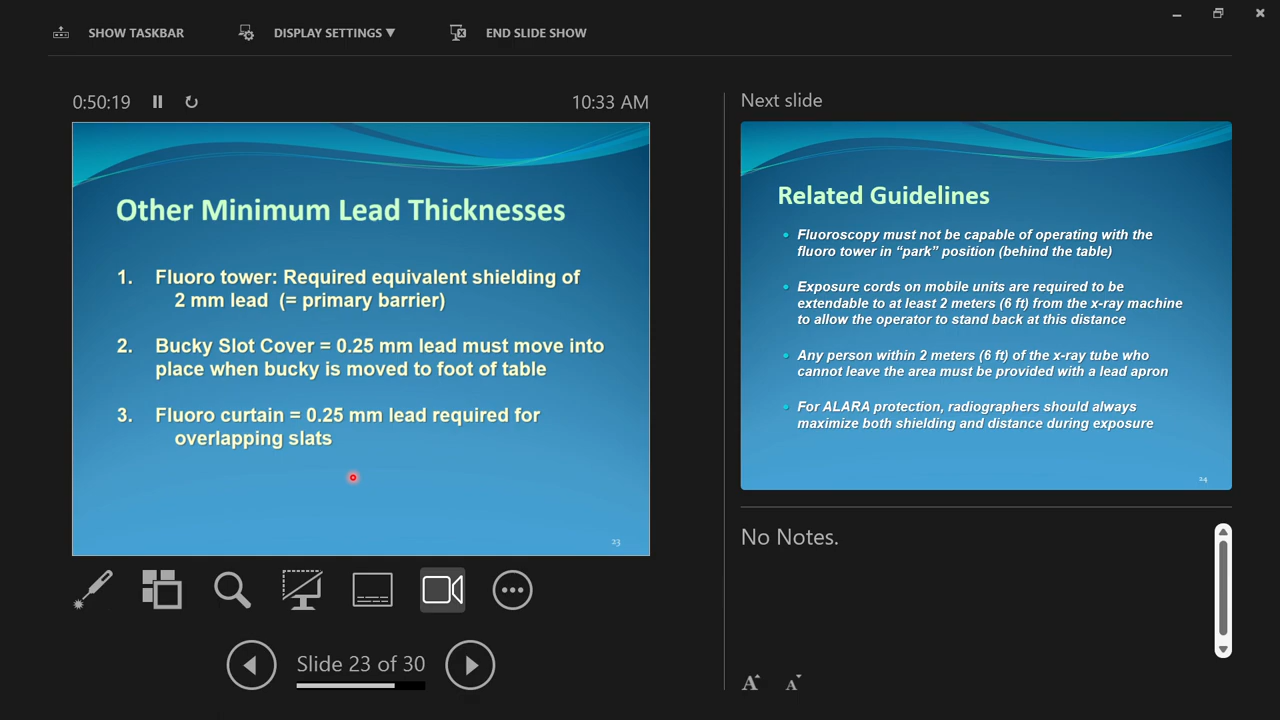 SHOW TASKBAR
DISPLAY SETTINGS ▼
END SLIDE SHOW
0:50:19
10:33 AM
Other Minimum Lead Thicknesses
1. Fluoro tower: Required equivalent shielding of
2 mm lead (= primary barrier)
2. Bucky Slot Cover = 0.25 mm lead must move into
place when bucky is moved to foot of table
3. Fluoro curtain = 0.25 mm lead required for
overlapping slats
23
Slide 23 of 30
Next slide
Related Guidelines
• Fluoroscopy must not be capable of operating with the
fluoro tower in “park” position (behind the table)
• Exposure cords on mobile units are required to be
extendable to at least 2 meters (6 ft) from the x-ray machine
to allow the operator to stand back at this distance
• Any person within 2 meters (6 ft) of the x-ray tube who
cannot leave the area must be provided with a lead apron
• For ALARA protection, radiographers should always
maximize both shielding and distance during exposure
24
No Notes.
A A